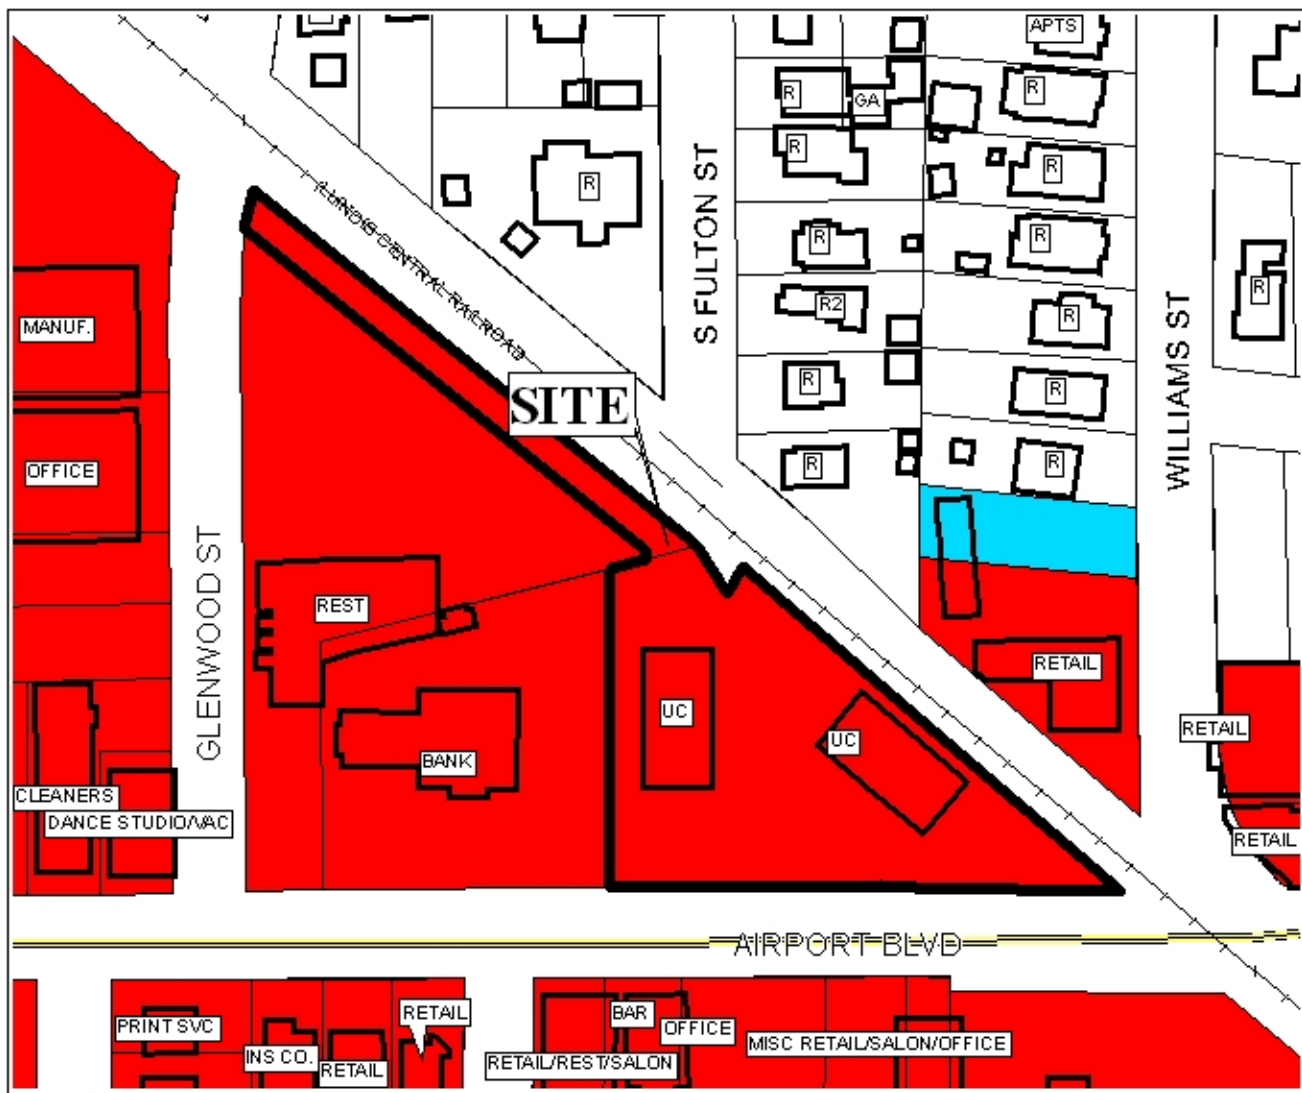 APTS
R
R
GA
R
R
R
R
R
R
R2
R
R
R
R
R
R
ILLINOIS CENTRAL RAILROAD
S FULTON ST
WILLIAMS ST
GLENWOOD ST
MANUF.
SITE
OFFICE
REST
RETAIL
UC
UC
RETAIL
BANK
CLEANERS
DANCE STUDIO/VAC
RETAIL
AIRPORT BLVD
PRINT SVC
RETAIL
BAR
OFFICE
INS CO.
RETAIL
RETAIL/REST/SALON
MISC RETAIL/SALON/OFFICE